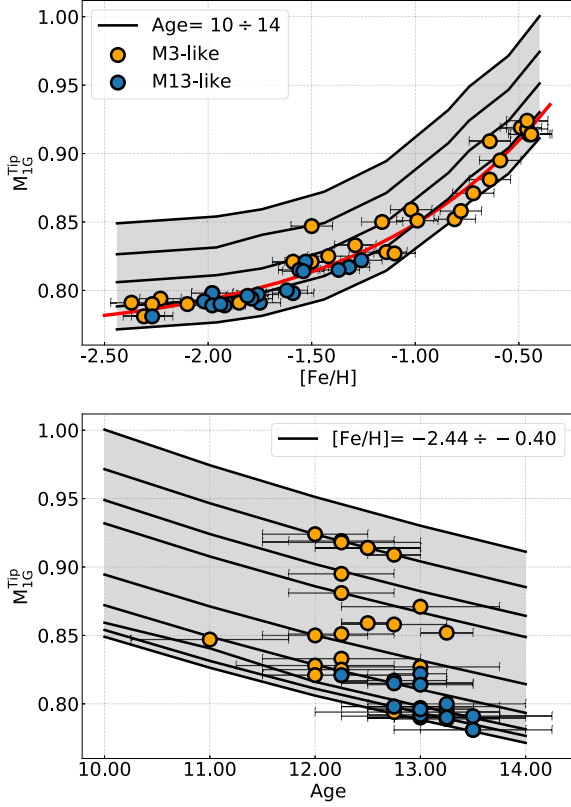 1.00
0.95
0.90
0.85
0.80
M_{1G}^{Tip}
Age= 10 ÷ 14
M3-like
M13-like
-2.50 -2.00 -1.50 -1.00 -0.50
[Fe/H]
1.00
0.95
0.90
0.85
0.80
M_{1G}^{Tip}
[Fe/H]= −2.44 ÷ − 0.40
10.00 11.00 12.00 13.00 14.00
Age